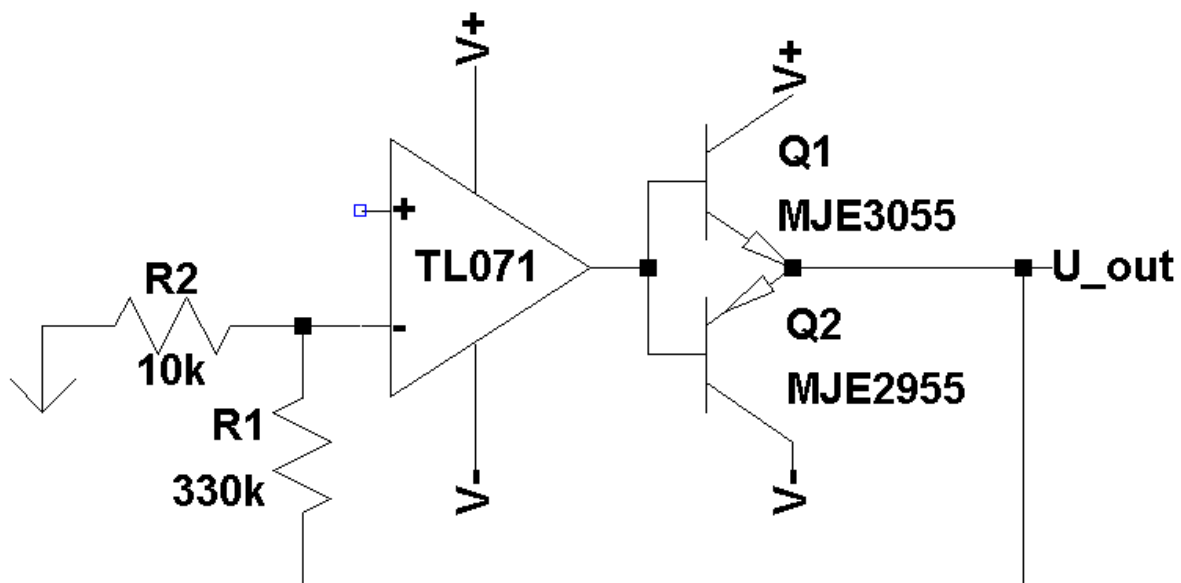 V+
V+
+
TL071
-
Q1
MJE3055
U_out
R2
10k
Q2
MJE2955
R1
330k
V-
V-